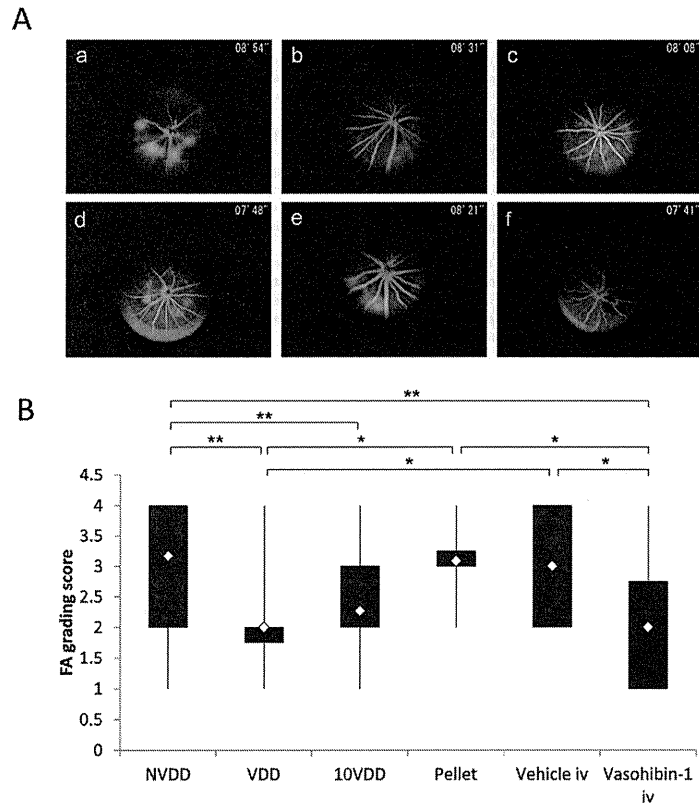 A
a
08'54"
b
08'31"
c
08'08"
d
07'48"
e
08'21"
f
07'41"
B
**
**
** * *
* *
4.5
4
3.5
3
2.5
2
1.5
1
0.5
0
FA grading score
NVDD VDD 10VDD Pellet Vehicle iv Vasohibin-1
iv